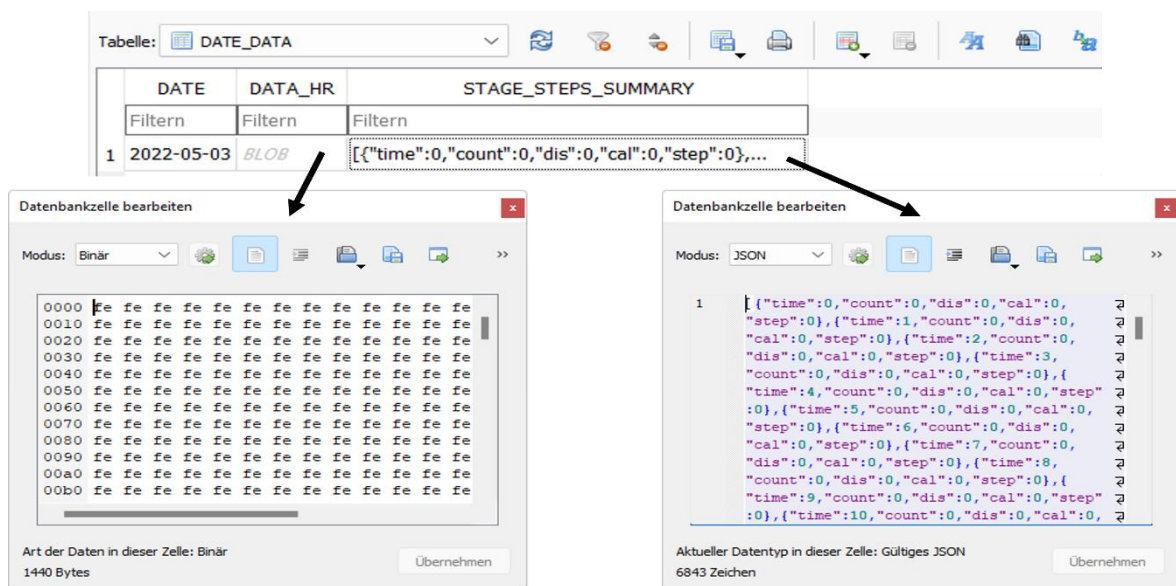 Tabelle: DATE_DATA
DATE DATA_HR STAGE_STEPS_SUMMARY
Filtern Filtern Filtern
1 2022-05-03 BLOB [{"time":0,"count":0,"dis":0,"cal":0,"step":0},...
Datenbankzelle bearbeiten
Modus: Binär
0000 fe fe fe fe fe fe fe fe fe fe fe fe fe
0010 fe fe fe fe fe fe fe fe fe fe fe fe fe
0020 fe fe fe fe fe fe fe fe fe fe fe fe fe
0030 fe fe fe fe fe fe fe fe fe fe fe fe fe
0040 fe fe fe fe fe fe fe fe fe fe fe fe fe
0050 fe fe fe fe fe fe fe fe fe fe fe fe fe
0060 fe fe fe fe fe fe fe fe fe fe fe fe fe
0070 fe fe fe fe fe fe fe fe fe fe fe fe fe
0080 fe fe fe fe fe fe fe fe fe fe fe fe fe
0090 fe fe fe fe fe fe fe fe fe fe fe fe fe
00a0 fe fe fe fe fe fe fe fe fe fe fe fe fe
00b0 fe fe fe fe fe fe fe fe fe fe fe fe fe
Art der Daten in dieser Zelle: Binär
1440 Bytes
Übernehmen
Datenbankzelle bearbeiten
Modus: JSON
1 [{"time":0,"count":0,"dis":0,"cal":0,
"step":0},{"time":1,"count":0,"dis":0,
"cal":0,"step":0},{"time":2,"count":0,
"dis":0,"cal":0,"step":0},{"time":3,
"count":0,"dis":0,"cal":0,"step":0},{
"time":4,"count":0,"dis":0,"cal":0,"step"
:0},{"time":5,"count":0,"dis":0,"cal":0,
"step":0},{"time":6,"count":0,"dis":0,
"cal":0,"step":0},{"time":7,"count":0,
"dis":0,"cal":0,"step":0},{"time":8,
"count":0,"dis":0,"cal":0,"step":0},{
"time":9,"count":0,"dis":0,"cal":0,"step"
:0},{"time":10,"count":0,"dis":0,"cal":0,
Aktueller Datentyp in dieser Zelle: Gültiges JSON
6843 Zeichen
Übernehmen